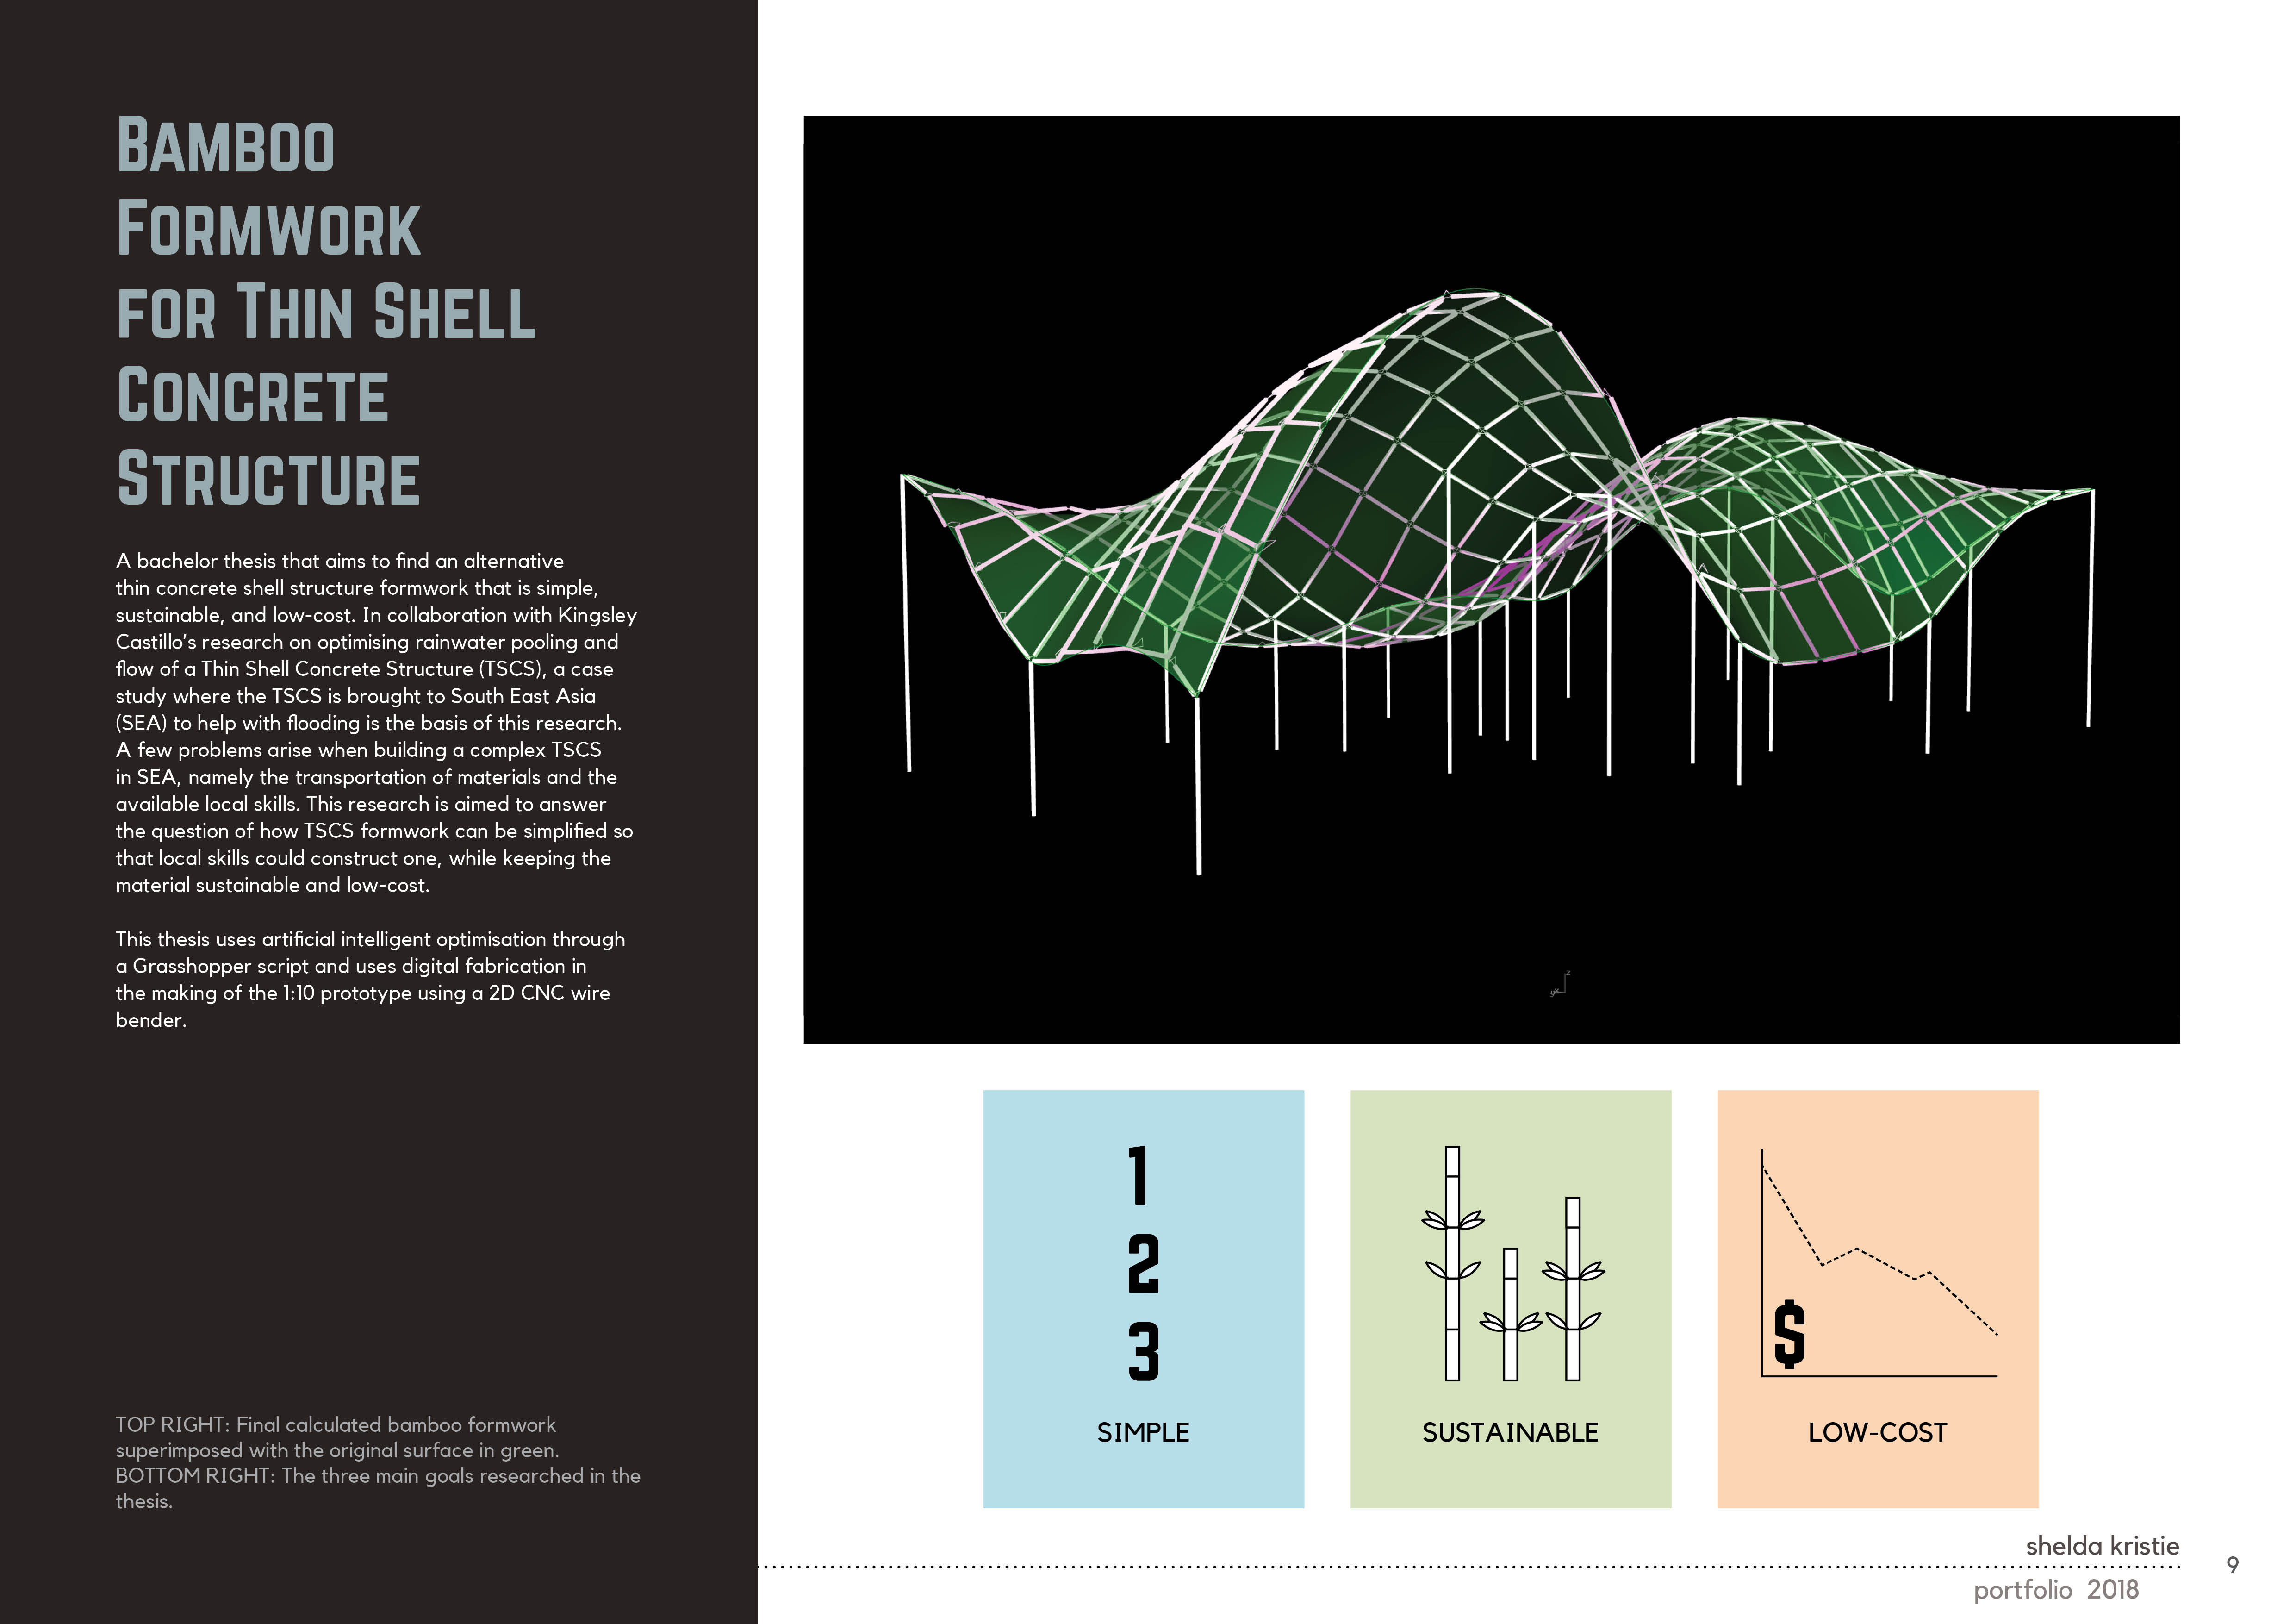 BAMBOO
FORMWORK
FOR THIN SHELL
CONCRETE
STRUCTURE
A bachelor thesis that aims to find an alternative
thin concrete shell structure formwork that is simple,
sustainable, and low-cost. In collaboration with Kingsley
Castillo's research on optimising rainwater pooling and
flow of a Thin Shell Concrete Structure (TSCS), a case
study where the TSCS is brought to South East Asia
(SEA) to help with flooding is the basis of this research.
A few problems arise when building a complex TSCS
in SEA, namely the transportation of materials and the
available local skills. This research is aimed to answer
the question of how TSCS formwork can be simplified so
that local skills could construct one, while keeping the
material sustainable and low-cost.
This thesis uses artificial intelligent optimisation through
a Grasshopper script and uses digital fabrication in
the making of the 1:10 prototype using a 2D CNC wire
bender.
TOP RIGHT: Final calculated bamboo formwork
superimposed with the original surface in green.
BOTTOM RIGHT: The three main goals researched in the
thesis.
z
1
2
3
SIMPLE
SUSTAINABLE
$
LOW-COST
shelda kristie
9
portfolio 2018